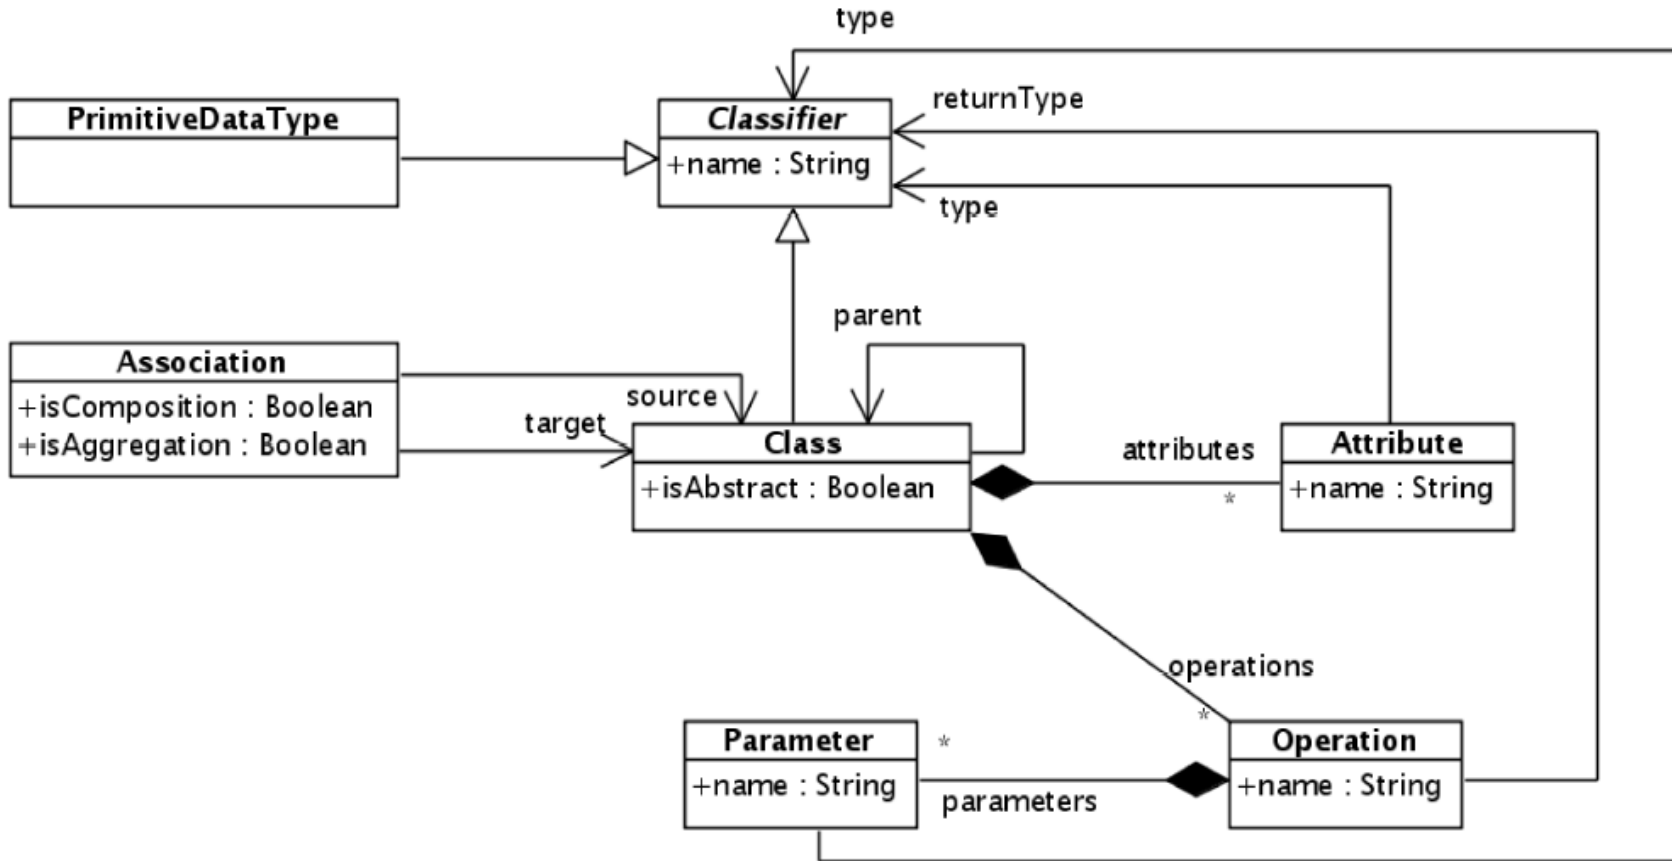 type
PrimitiveDataType
Classifier
+name : String
returnType
type
parent
Association
+isComposition : Boolean
+isAggregation : Boolean
source
target
Class
+isAbstract : Boolean
attributes
*
Attribute
+name : String
operations
*
Parameter
+name : String
*
parameters
Operation
+name : String